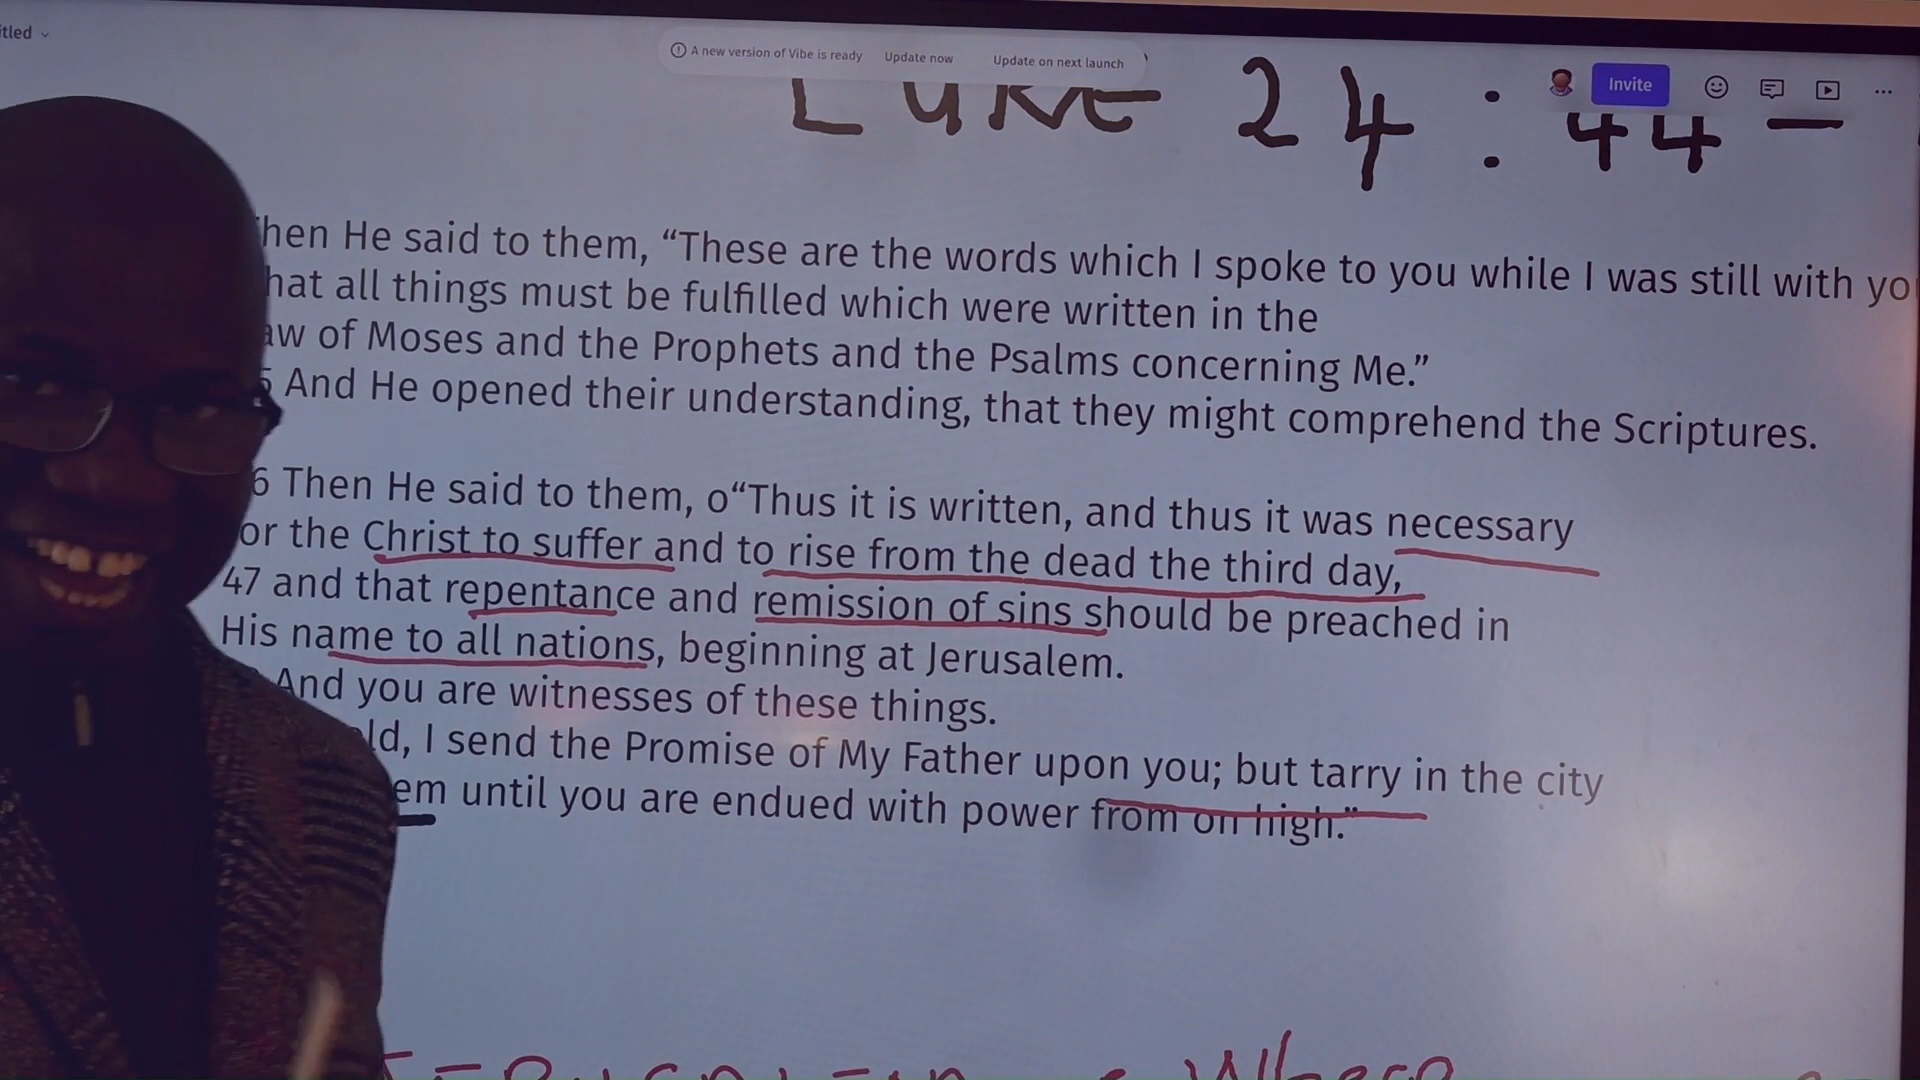 itled
A new version of Vibe is ready Update now Update on next launch
Invite
LUKE 24:44-
hen He said to them, “These are the words which I spoke to you while I was still with yo
hat all things must be fulfilled which were written in the
aw of Moses and the Prophets and the Psalms concerning Me.”
5 And He opened their understanding, that they might comprehend the Scriptures.
6 Then He said to them, o“Thus it is written, and thus it was necessary
or the Christ to suffer and to rise from the dead the third day,
47 and that repentance and remission of sins should be preached in
His name to all nations, beginning at Jerusalem.
And you are witnesses of these things.
ld, I send the Promise of My Father upon you; but tarry in the city
em until you are endued with power from on high.”
Where